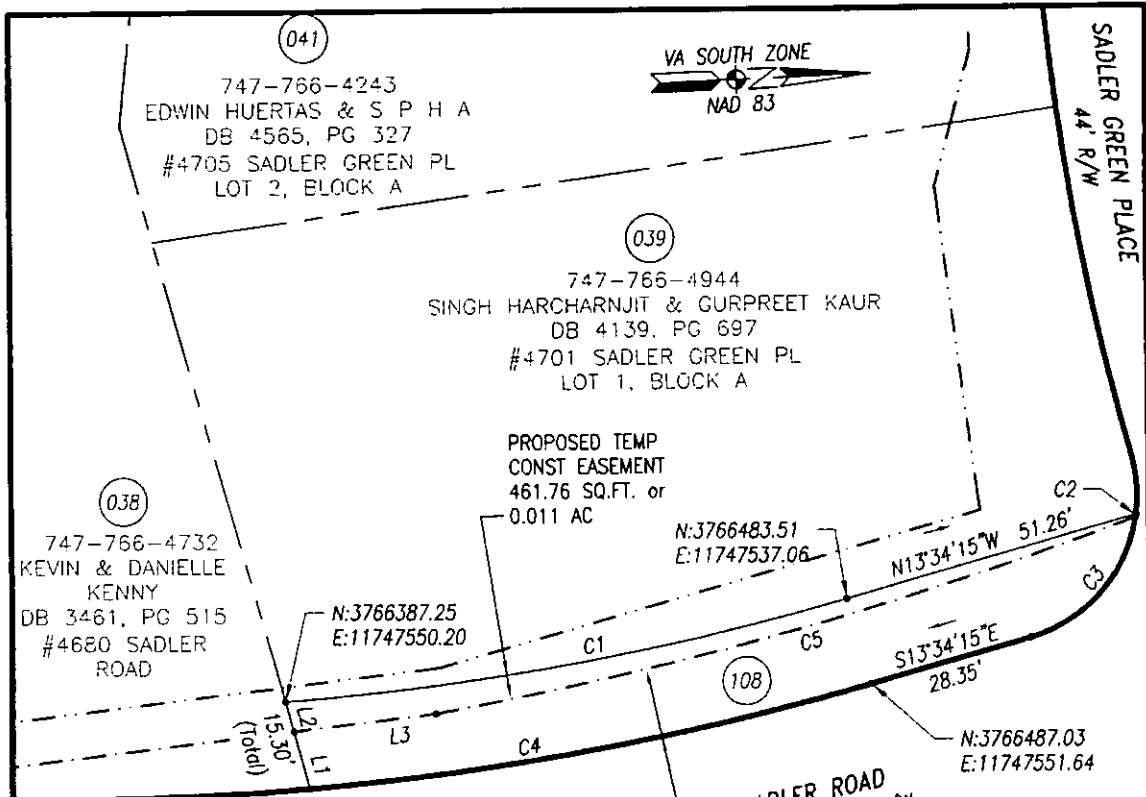 041
747-766-4243
EDWIN HUERTAS & S P H A
DB 4565, PG 327
#4705 SADLER GREEN PL
LOT 2, BLOCK A
VA SOUTH ZONE
NAD 83
SADLER GREEN PLACE
44' R/W
039
747-766-4944
SINGH HARCHARNJIT & GURPREET KAUR
DB 4139, PG 697
#4701 SADLER GREEN PL
LOT 1, BLOCK A
PROPOSED TEMP
CONST EASEMENT
461.76 SQ.FT. or
0.011 AC
038
747-766-4732
KEVIN & DANIELLE
KENNY
DB 3461, PG 515
#4680 SADLER
ROAD
N:3766387.25
E:11747550.20
N:3766483.51
E:11747537.06
N13°34'15"W 51.26'
C2
C3
C1
C5
S13°34'15"E
28.35'
108
L2
15.30'
(Total)
L1
L3
C4
N:3766487.03
E:11747551.64
ROAD